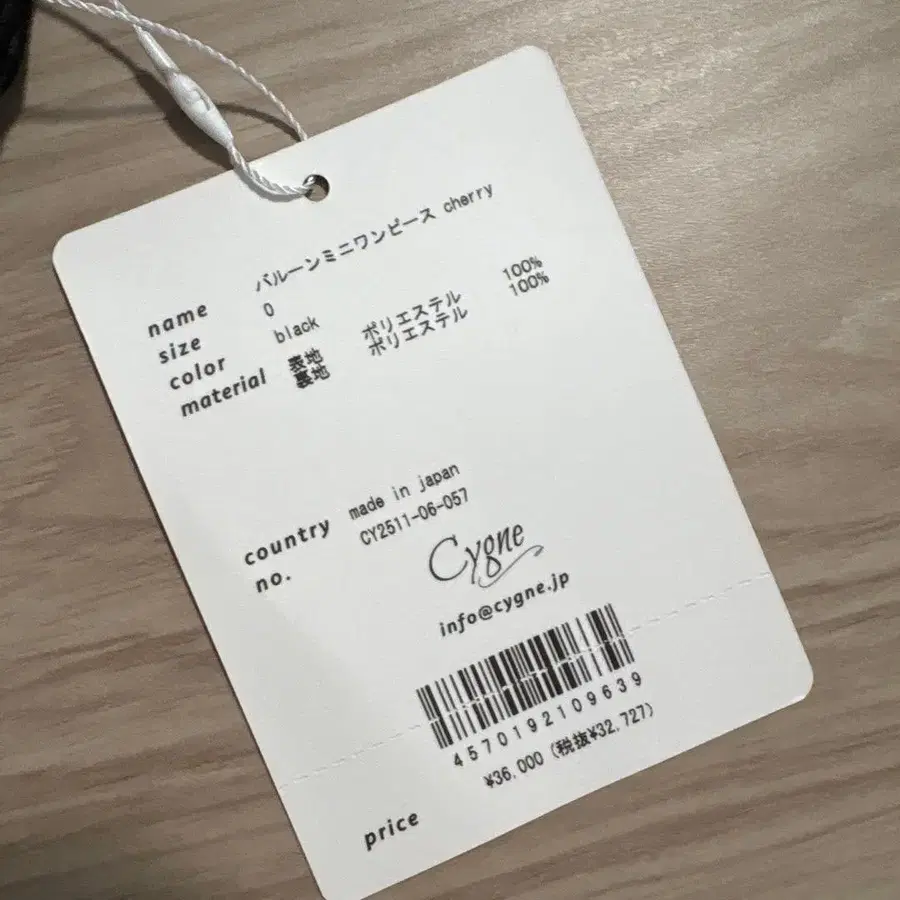 name バルーンミニワンピース cherry
size 0
color black
material 表地 ポリエステル 100%
裏地 ポリエステル 100%
country made in japan
no. CY2511-06-057
Cygne
info@cygne.jp
4570192109639
price ¥36,000 (税抜¥32,727)